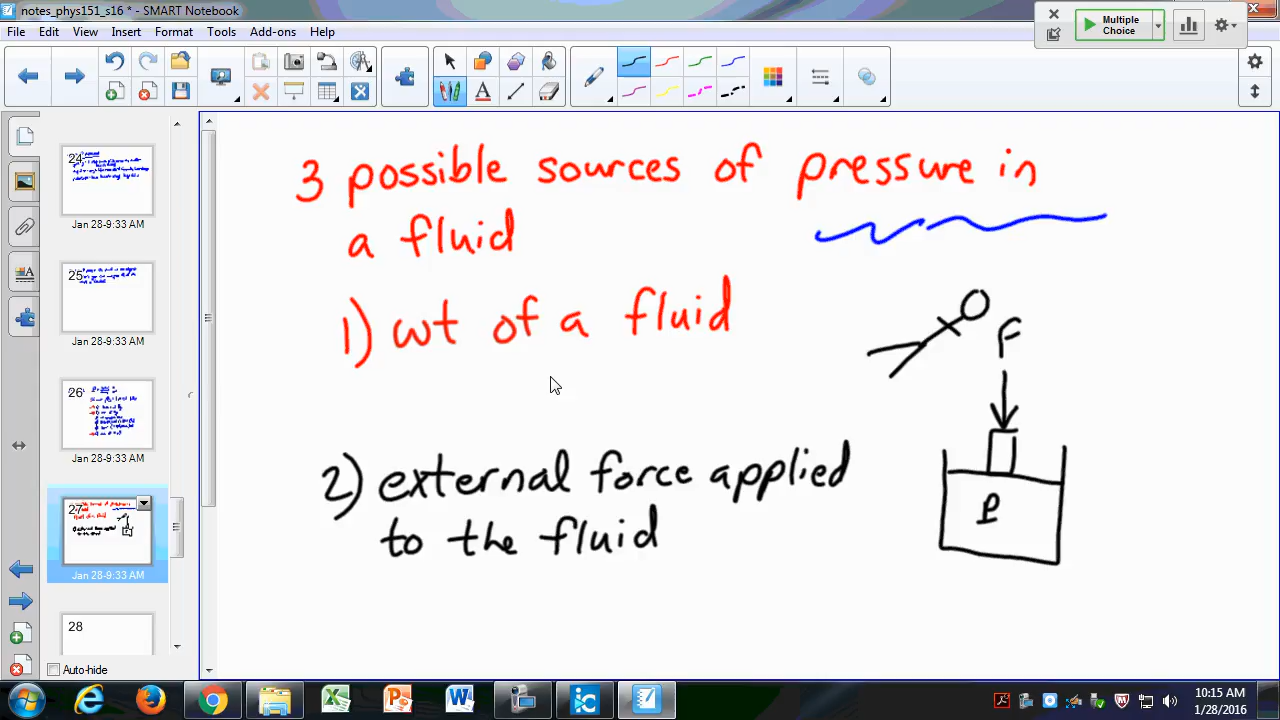 notes_phys151_s16 * - SMART Notebook
Multiple Choice
File Edit View Insert Format Tools Add-ons Help
24
Jan 28-9:33 AM
25
Jan 28-9:33 AM
26
Jan 28-9:33 AM
27
Jan 28-9:33 AM
28
Auto-hide
3 possible sources of pressure in
a fluid
1) wt of a fluid
F
2) external force applied
to the fluid
P
10:15 AM
1/28/2016